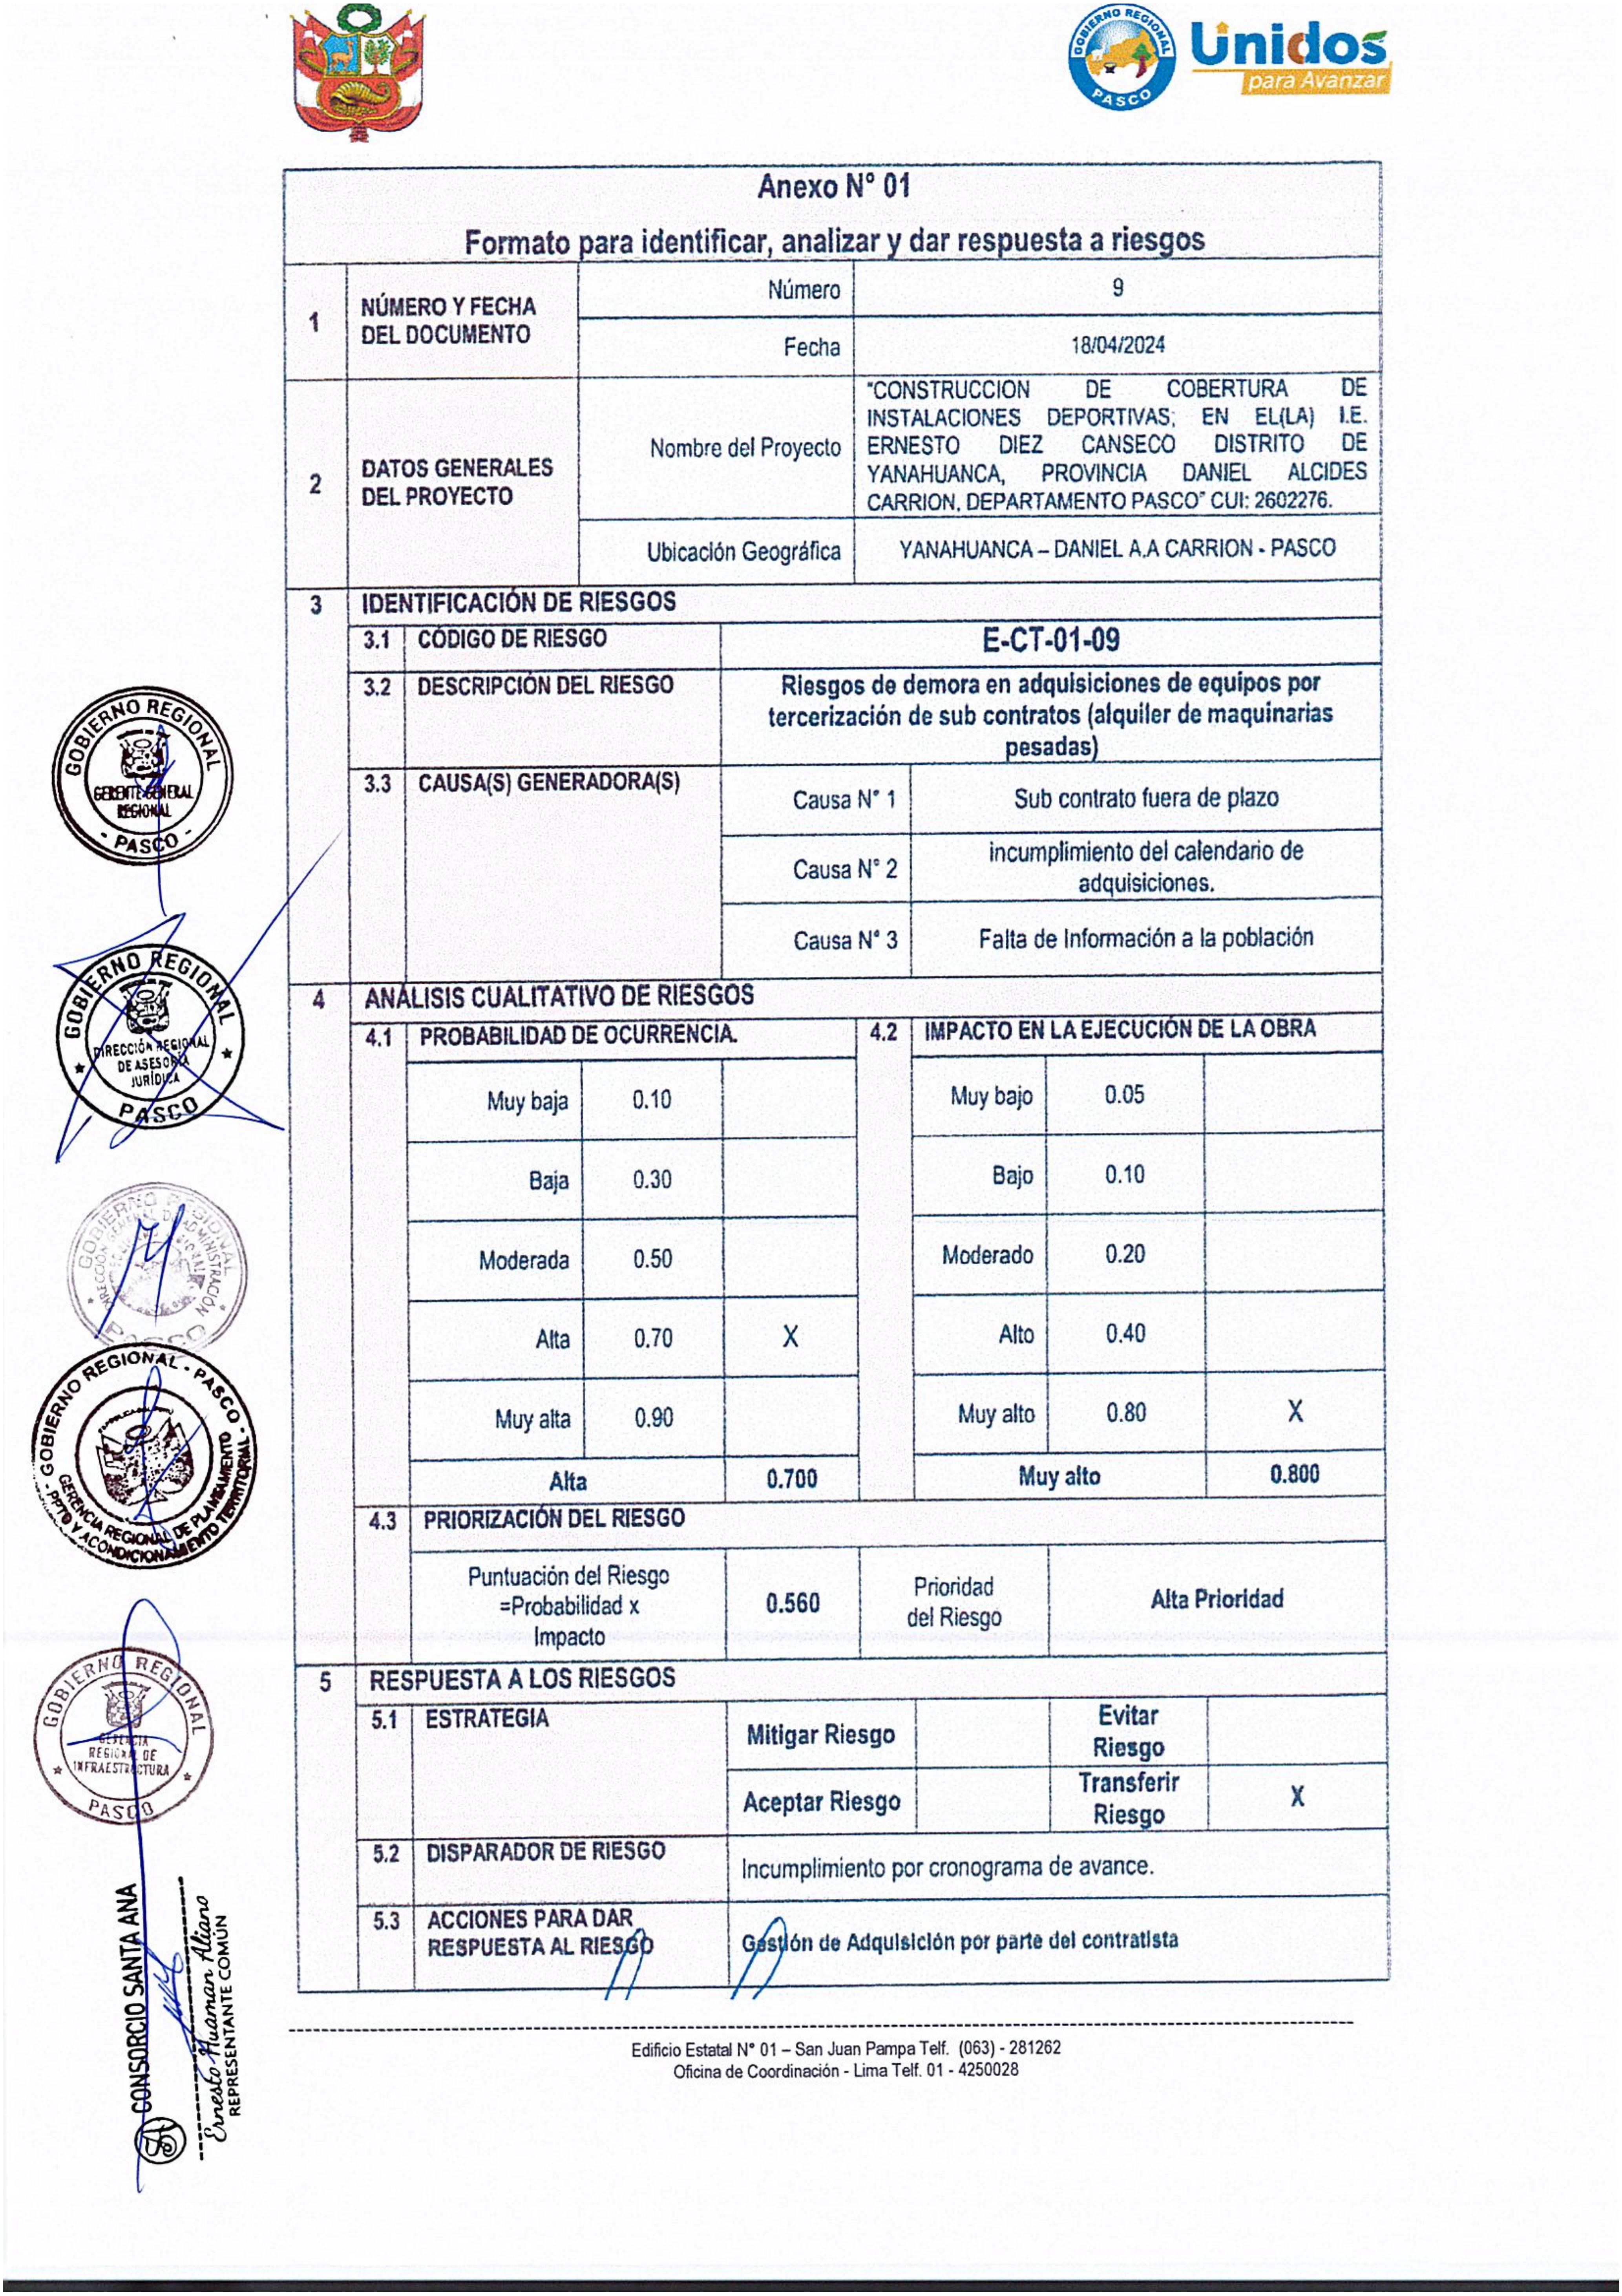 GOBIERNO REGIONAL
PASCO
Unidos
para Avanzar
Anexo N° 01
Formato para identificar, analizar y dar respuesta a riesgos
1
NÚMERO Y FECHA
DEL DOCUMENTO
Número
9
Fecha
18/04/2024
2
DATOS GENERALES
DEL PROYECTO
Nombre del Proyecto
"CONSTRUCCION DE COBERTURA DE
INSTALACIONES DEPORTIVAS; EN EL(LA) I.E.
ERNESTO DIEZ CANSECO DISTRITO DE
YANAHUANCA, PROVINCIA DANIEL ALCIDES
CARRION, DEPARTAMENTO PASCO" CUI: 2602276.
Ubicación Geográfica
YANAHUANCA – DANIEL A.A CARRION - PASCO
3
IDENTIFICACIÓN DE RIESGOS
3.1
CÓDIGO DE RIESGO
E-CT-01-09
3.2
DESCRIPCIÓN DEL RIESGO
Riesgos de demora en adquisiciones de equipos por
tercerización de sub contratos (alquiler de maquinarias
pesadas)
3.3
CAUSA(S) GENERADORA(S)
Causa N° 1
Sub contrato fuera de plazo
Causa N° 2
incumplimiento del calendario de
adquisiciones.
Causa N° 3
Falta de Información a la población
4
ANÁLISIS CUALITATIVO DE RIESGOS
4.1
PROBABILIDAD DE OCURRENCIA.
4.2
IMPACTO EN LA EJECUCIÓN DE LA OBRA
Muy baja
0.10
Muy bajo
0.05
Baja
0.30
Bajo
0.10
Moderada
0.50
Moderado
0.20
Alta
0.70
X
Alto
0.40
Muy alta
0.90
Muy alto
0.80
X
Alta
0.700
Muy alto
0.800
4.3
PRIORIZACIÓN DEL RIESGO
Puntuación del Riesgo
=Probabilidad x
Impacto
0.560
Prioridad
del Riesgo
Alta Prioridad
5
RESPUESTA A LOS RIESGOS
5.1
ESTRATEGIA
Mitigar Riesgo
Evitar
Riesgo
Aceptar Riesgo
Transferir
Riesgo
X
5.2
DISPARADOR DE RIESGO
Incumplimiento por cronograma de avance.
5.3
ACCIONES PARA DAR
RESPUESTA AL RIESGO
Gestión de Adquisición por parte del contratista
Edificio Estatal N° 01 – San Juan Pampa Telf. (063) - 281262
Oficina de Coordinación - Lima Telf. 01 - 4250028
GOBIERNO REGIONAL
GERENTE GENERAL
REGIONAL
- PASCO -
GOBIERNO REGIONAL
DIRECCIÓN REGIONAL
DE ASESORÍA
JURÍDICA
PASCO
GOBIERNO REGIONAL
DIRECCIÓN GENERAL DE ADMINISTRACIÓN
PASCO
GOBIERNO REGIONAL - PASCO -
GERENCIA REGIONAL DE PLANEAMIENTO
PPTO Y ACONDICIONAMIENTO TERRITORIAL
GOBIERNO REGIONAL
GERENCIA
REGIONAL DE
INFRAESTRUCTURA
PASCO
CONSORCIO SANTA ANA
Ernesto Huaman Aliano
REPRESENTANTE COMÚN